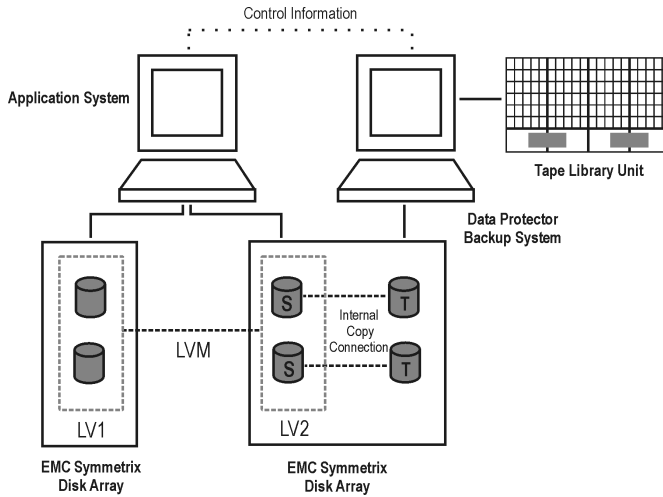 Control Information
Application System
Tape Library Unit
Data Protector
Backup System
S
T
Internal
Copy
Connection
LVM
S
T
LV1
LV2
EMC Symmetrix
Disk Array
EMC Symmetrix
Disk Array